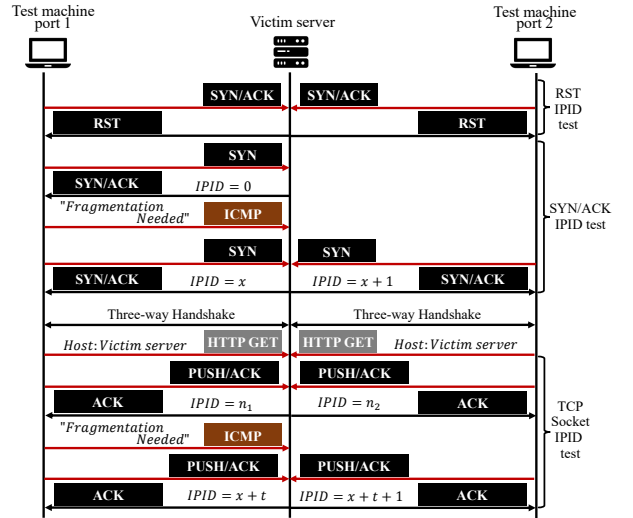 Test machine
port 1
Victim server
Test machine
port 2
SYN/ACK
SYN/ACK
RST
IPID
test
RST
RST
SYN
SYN/ACK
IPID = 0
"Fragmentation
Needed"
ICMP
SYN/ACK
IPID test
SYN
SYN
SYN/ACK
IPID = x
IPID = x + 1
SYN/ACK
Three-way Handshake
Three-way Handshake
Host: Victim server
HTTP GET
HTTP GET
Host: Victim server
PUSH/ACK
PUSH/ACK
ACK
IPID = n₁
IPID = n₂
ACK
TCP
Socket
IPID
test
"Fragmentation
Needed"
ICMP
PUSH/ACK
PUSH/ACK
ACK
IPID = x + t
IPID = x + t + 1
ACK